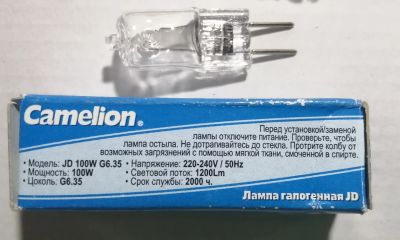 Camelion®
Перед установкой/заменой
лампы отключите питание. Проверьте, чтобы
лампа остыла. Не дотрагивайтесь до стекла. Протрите колбу от
возможных загрязнений с помощью мягкой ткани, смоченной в спирте.
• Модель: JD 100W G6.35 • Напряжение: 220-240V / 50Hz
• Мощность: 100W • Световой поток: 1200Lm
• Цоколь: G6.35 • Срок службы: 2000 ч.
Лампа галогенная JD